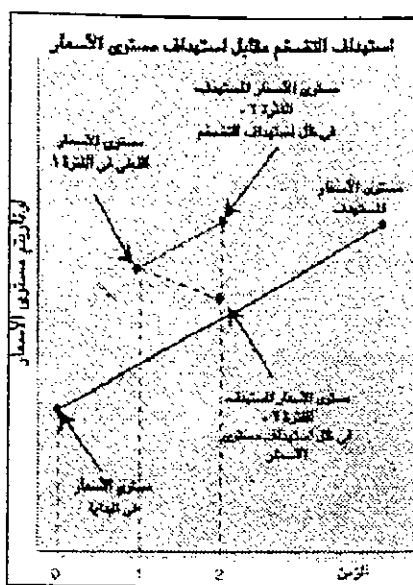 استهداف التضخم مقابل استهداف مستوى الأسعار
مستوى الأسعار المستهدف
للفترة ٢
في ظل استهداف التضخم
مستوى الأسعار
الفعلي في الفترة ١
مستوى الأسعار
المستهدف
لوغاريتم مستوى الأسعار
مستوى الأسعار المستهدف
للفترة ٢
في ظل استهداف مستوى
الأسعار
مستوى الأسعار
في البداية
0 1 2 الزمن